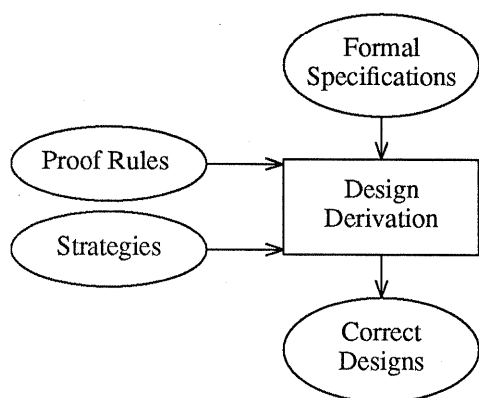 Formal
Specifications
Proof Rules
Design
Derivation
Strategies
Correct
Designs